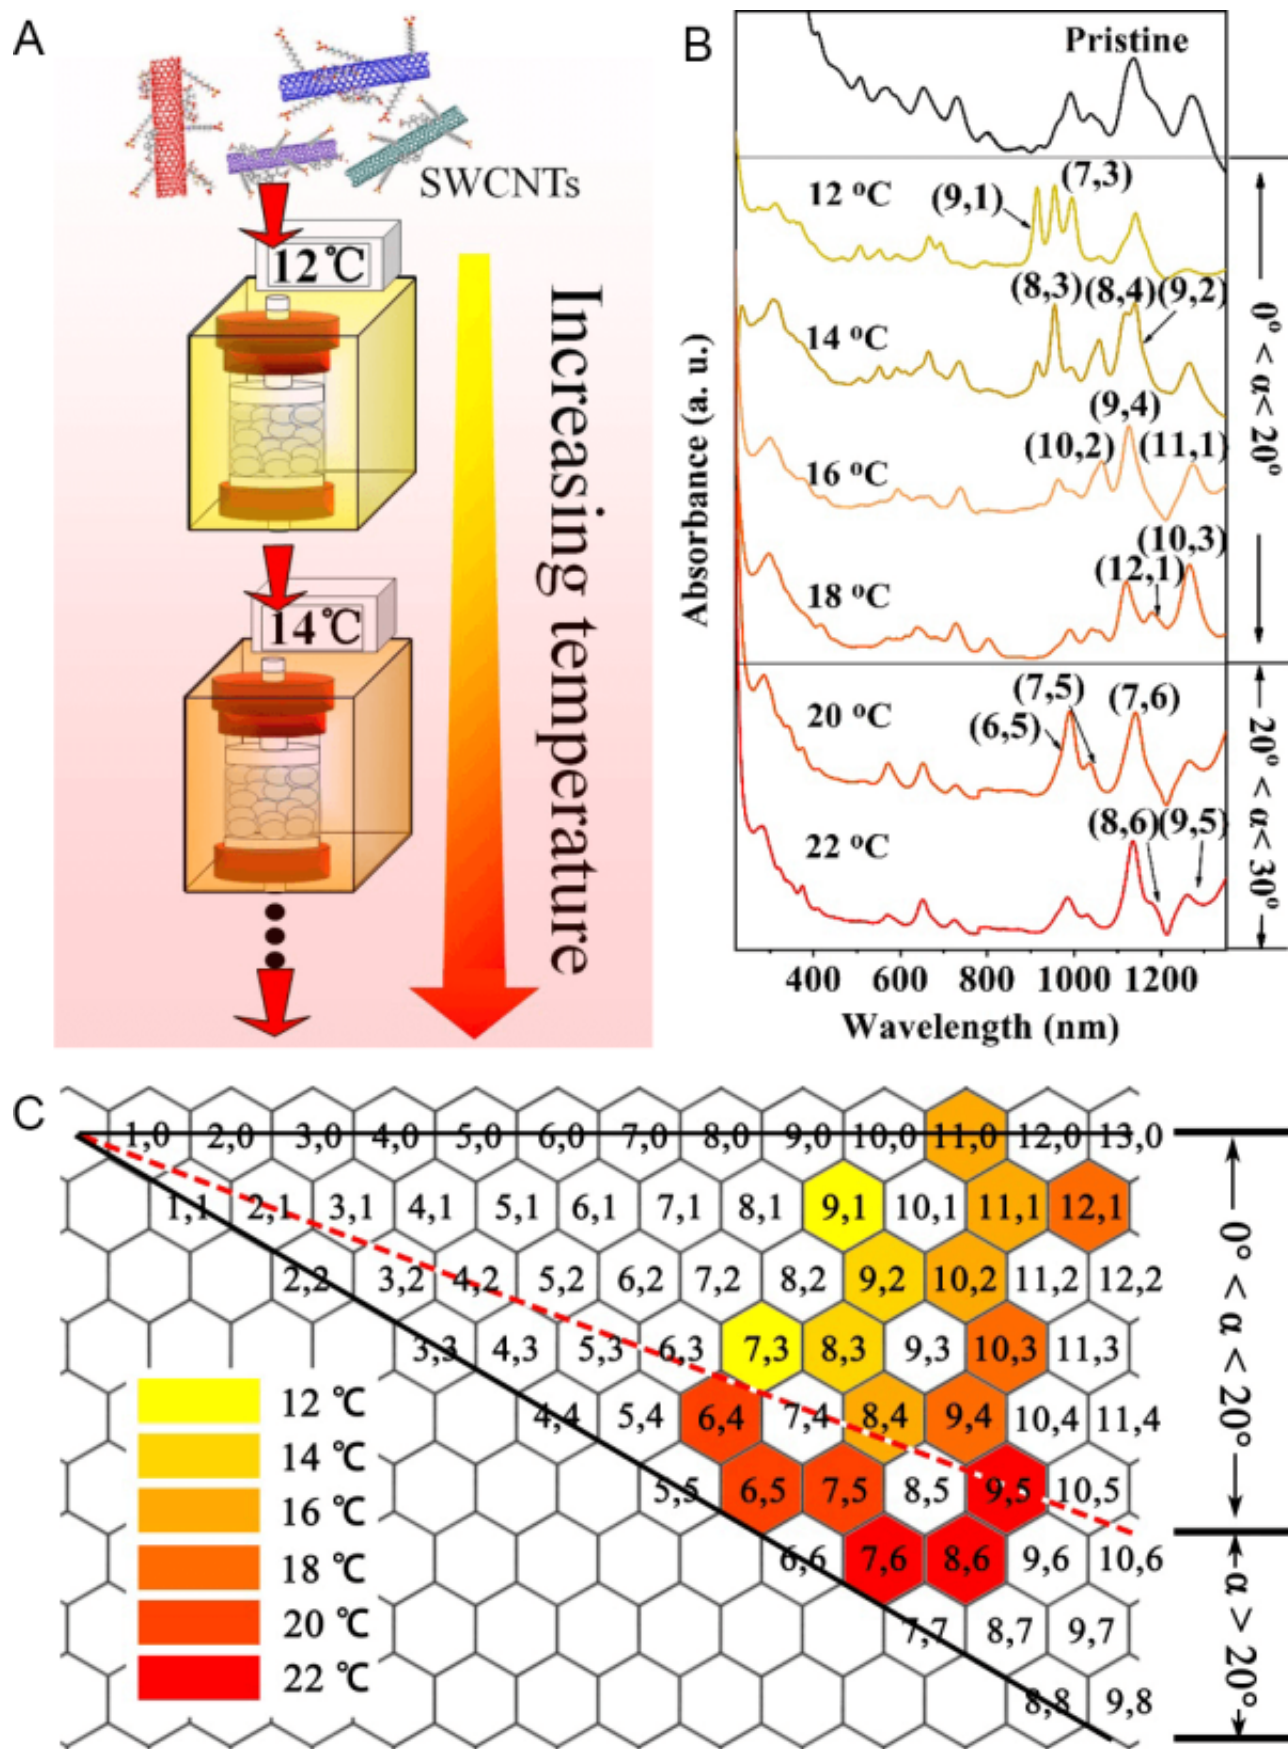 A
SWCNTs
12℃
14℃
Increasing temperature
B
Pristine
12 ºC
(9,1)
(7,3)
14 ºC
(8,3)
(8,4)
(9,2)
16 ºC
(9,4)
(10,2)
(11,1)
18 ºC
(10,3)
(12,1)
20 ºC
(7,5)
(6,5)
(7,6)
22 ºC
(8,6)
(9,5)
0º < α < 20º
20º < α < 30º
Absorbance (a. u.)
400 600 800 1000 1200
Wavelength (nm)
C
1,0 2,0 3,0 4,0 5,0 6,0 7,0 8,0 9,0 10,0 11,0 12,0 13,0
1,1 2,1 3,1 4,1 5,1 6,1 7,1 8,1 9,1 10,1 11,1 12,1
2,2 3,2 4,2 5,2 6,2 7,2 8,2 9,2 10,2 11,2 12,2
3,3 4,3 5,3 6,3 7,3 8,3 9,3 10,3 11,3
4,4 5,4 6,4 7,4 8,4 9,4 10,4 11,4
5,5 6,5 7,5 8,5 9,5 10,5
6,6 7,6 8,6 9,6 10,6
7,7 8,7 9,7
8,8 9,8
12 ℃
14 ℃
16 ℃
18 ℃
20 ℃
22 ℃
0° < α < 20°
α > 20°